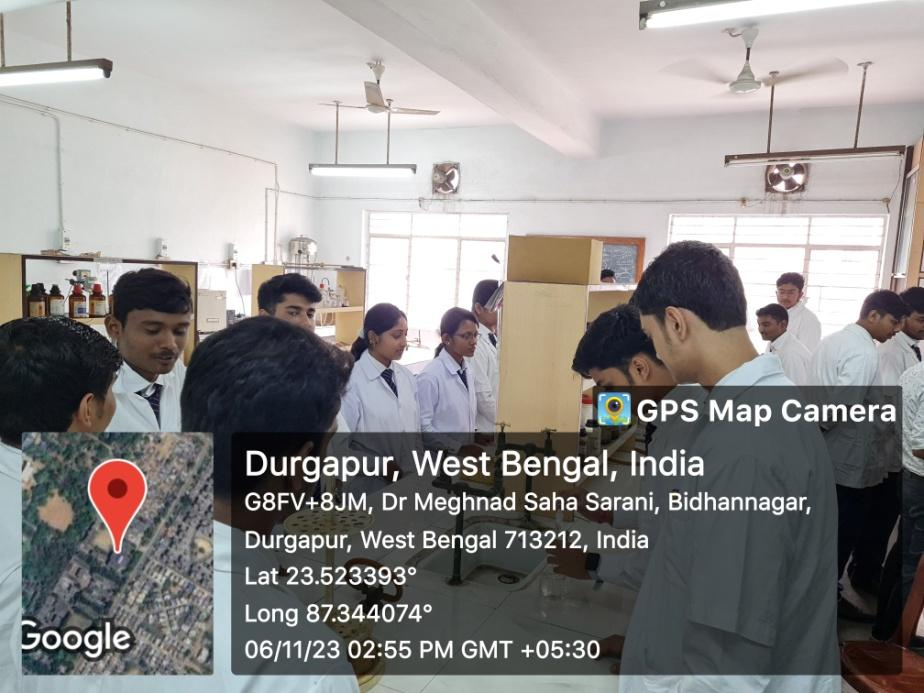 GPS Map Camera
Durgapur, West Bengal, India
G8FV+8JM, Dr Meghnad Saha Sarani, Bidhannagar,
Durgapur, West Bengal 713212, India
Lat 23.523393°
Long 87.344074°
06/11/23 02:55 PM GMT +05:30
Google